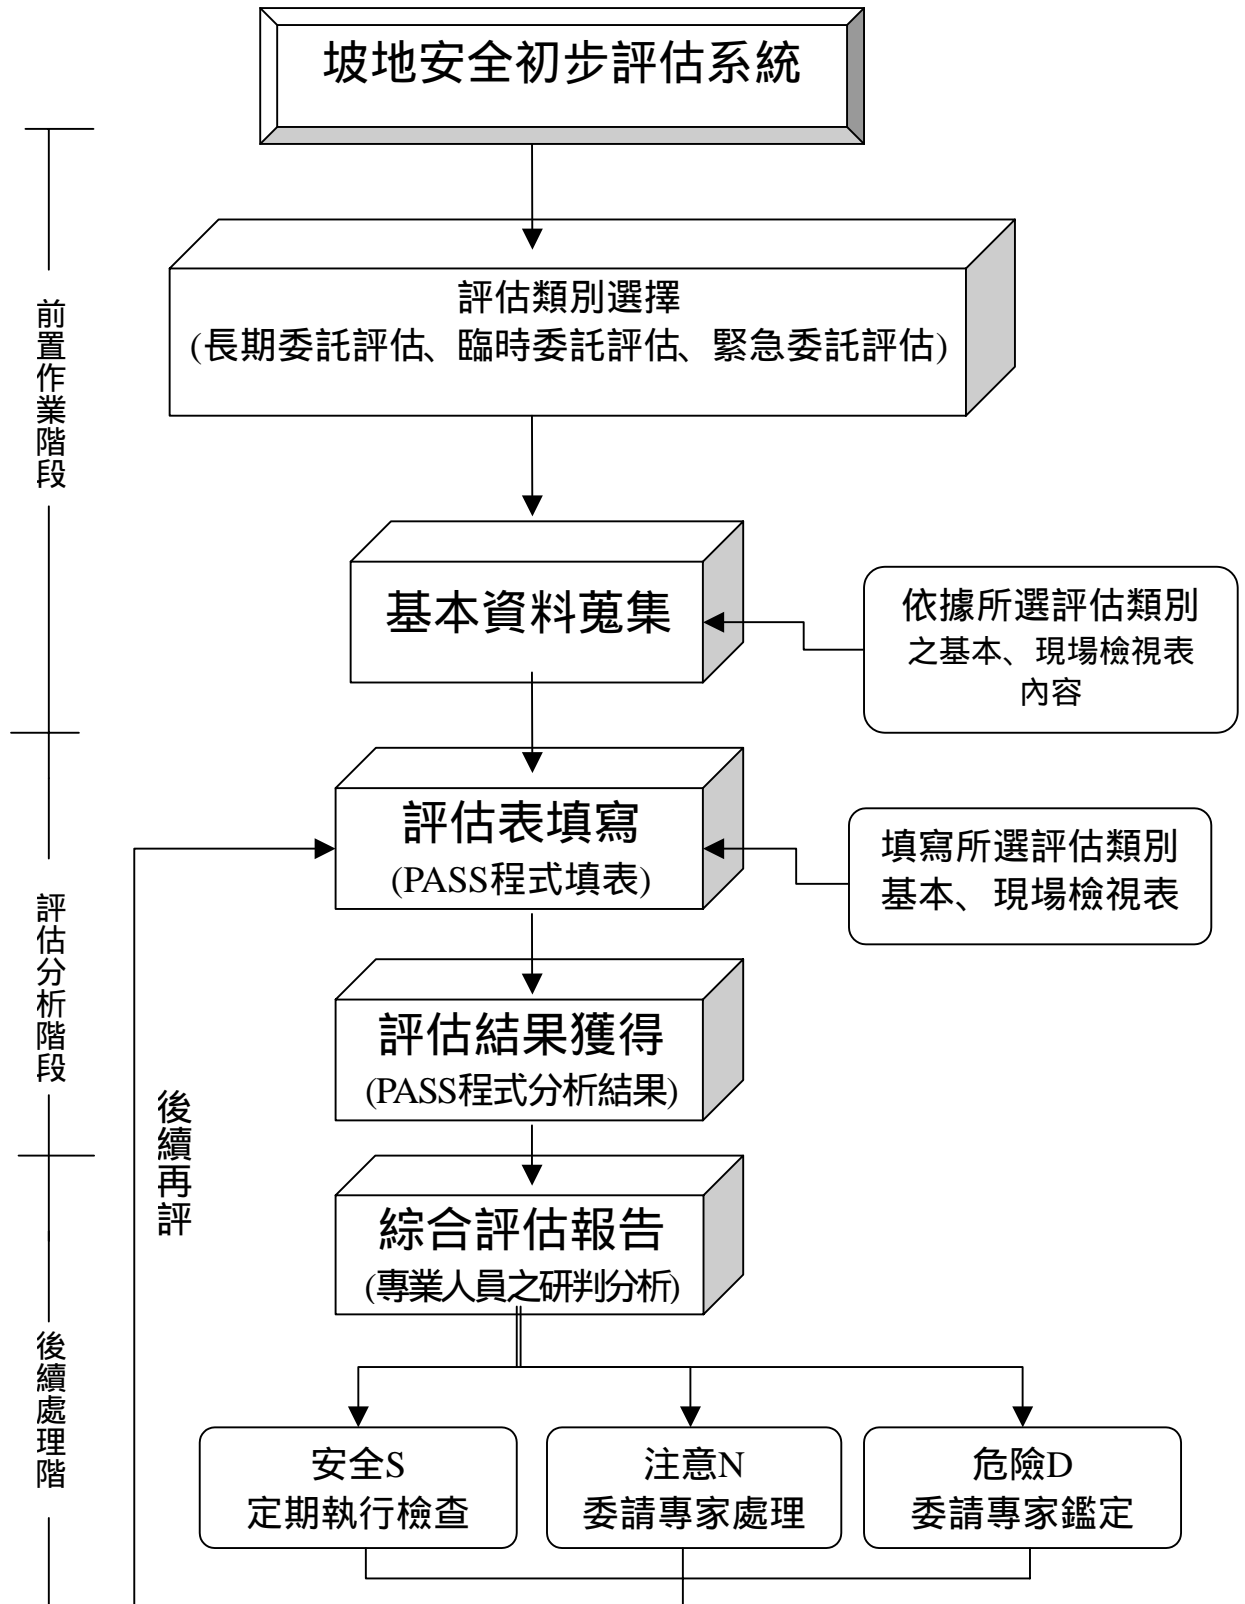 坡地安全初步評估系統
評估類別選擇
(長期委託評估、臨時委託評估、緊急委託評估)
前置作業階段
基本資料蒐集
依據所選評估類別
之基本、現場檢視表
內容
評估表填寫
(PASS程式填表)
填寫所選評估類別
基本、現場檢視表
評估分析階段
評估結果獲得
(PASS程式分析結果)
後續再評
綜合評估報告
(專業人員之研判分析)
後續處理階
安全S
定期執行檢查
注意N
委請專家處理
危險D
委請專家鑑定